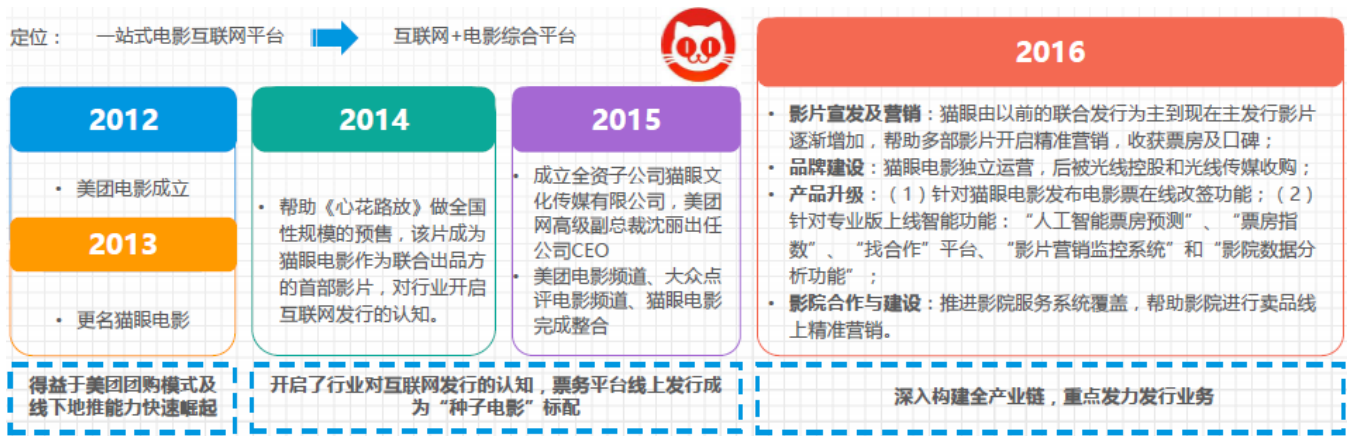 定位： 一站式电影互联网平台 互联网+电影综合平台
2012
• 美团电影成立
2013
• 更名猫眼电影
得益于美团团购模式及
线下地推能力快速崛起
2014
• 帮助《心花路放》做全国
性规模的预售，该片成为
猫眼电影作为联合出品方
的首部影片，对行业开启
互联网发行的认知。
2015
• 成立全资子公司猫眼文
化传媒有限公司，美团
网高级副总裁沈丽出任
公司CEO
• 美团电影频道、大众点
评电影频道、猫眼电影
完成整合
开启了行业对互联网发行的认知，票务平台线上发行成
为“种子电影”标配
2016
• 影片宣发及营销：猫眼由以前的联合发行为主到现在主发行影片
逐渐增加，帮助多部影片开启精准营销，收获票房及口碑；
• 品牌建设：猫眼电影独立运营，后被光线控股和光线传媒收购；
• 产品升级：（1）针对猫眼电影发布电影票在线改签功能；（2）
针对专业版上线智能功能：“人工智能票房预测”、“票房指
数”、“找合作”平台、“影片营销监控系统”和“影院数据分
析功能”；
• 影院合作与建设：推进影院服务系统覆盖，帮助影院进行卖品线
上精准营销。
深入构建全产业链，重点发力发行业务